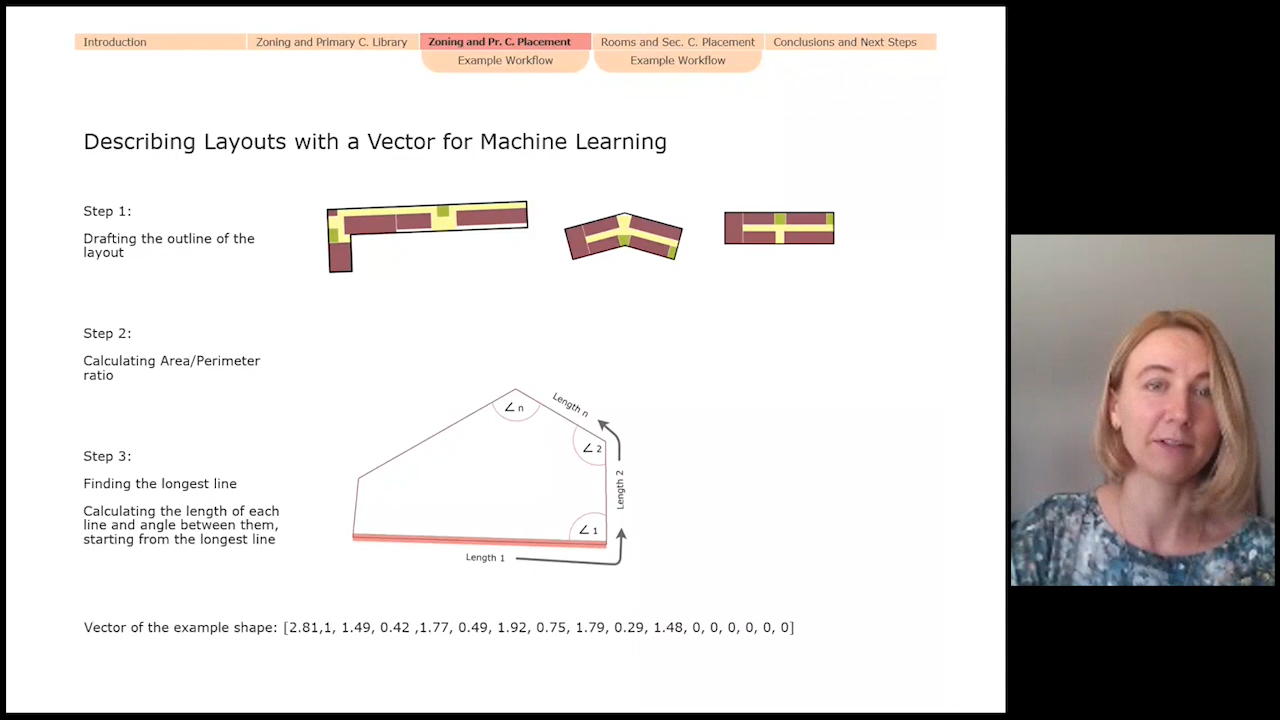 Introduction
Zoning and Primary C. Library
Zoning and Pr. C. Placement
Rooms and Sec. C. Placement
Conclusions and Next Steps
Example Workflow
Example Workflow
Describing Layouts with a Vector for Machine Learning
Step 1:
Drafting the outline of the
layout
Step 2:
Calculating Area/Perimeter
ratio
Step 3:
Finding the longest line
Calculating the length of each
line and angle between them,
starting from the longest line
∠ n
Length n
∠ 2
Length 2
∠ 1
Length 1
Vector of the example shape: [2.81,1, 1.49, 0.42 ,1.77, 0.49, 1.92, 0.75, 1.79, 0.29, 1.48, 0, 0, 0, 0, 0, 0]